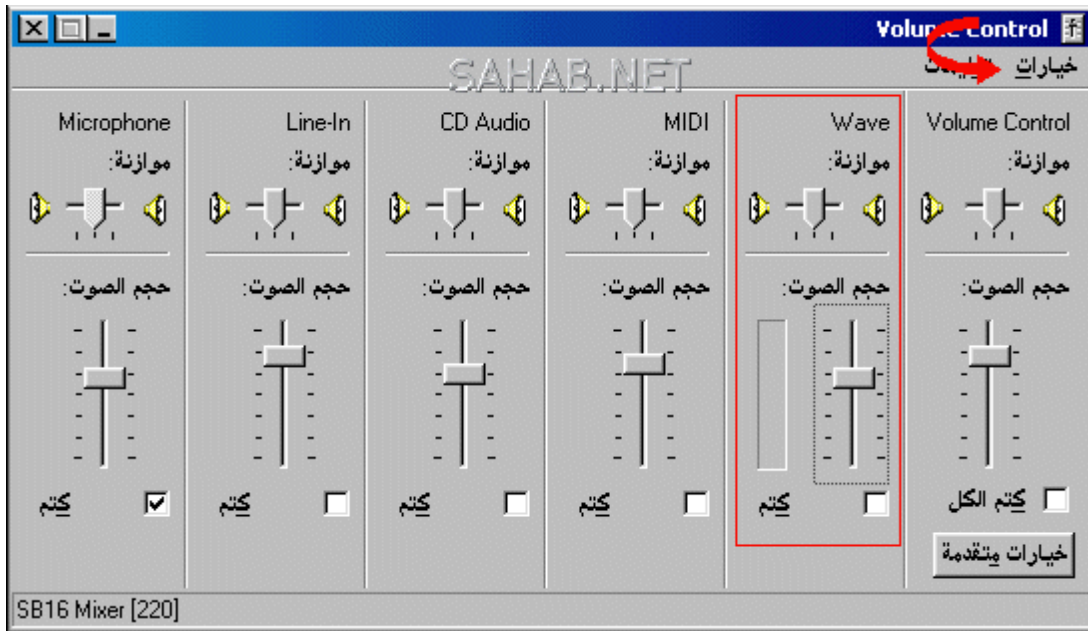 Volume Control
خيارات تعليمات
SAHAB.NET
Volume Control
موازنة:
حجم الصوت:
كتم الكل
خيارات متقدمة
Wave
موازنة:
حجم الصوت:
كتم
MIDI
موازنة:
حجم الصوت:
كتم
CD Audio
موازنة:
حجم الصوت:
كتم
Line-In
موازنة:
حجم الصوت:
كتم
Microphone
موازنة:
حجم الصوت:
كتم
SB16 Mixer [220]